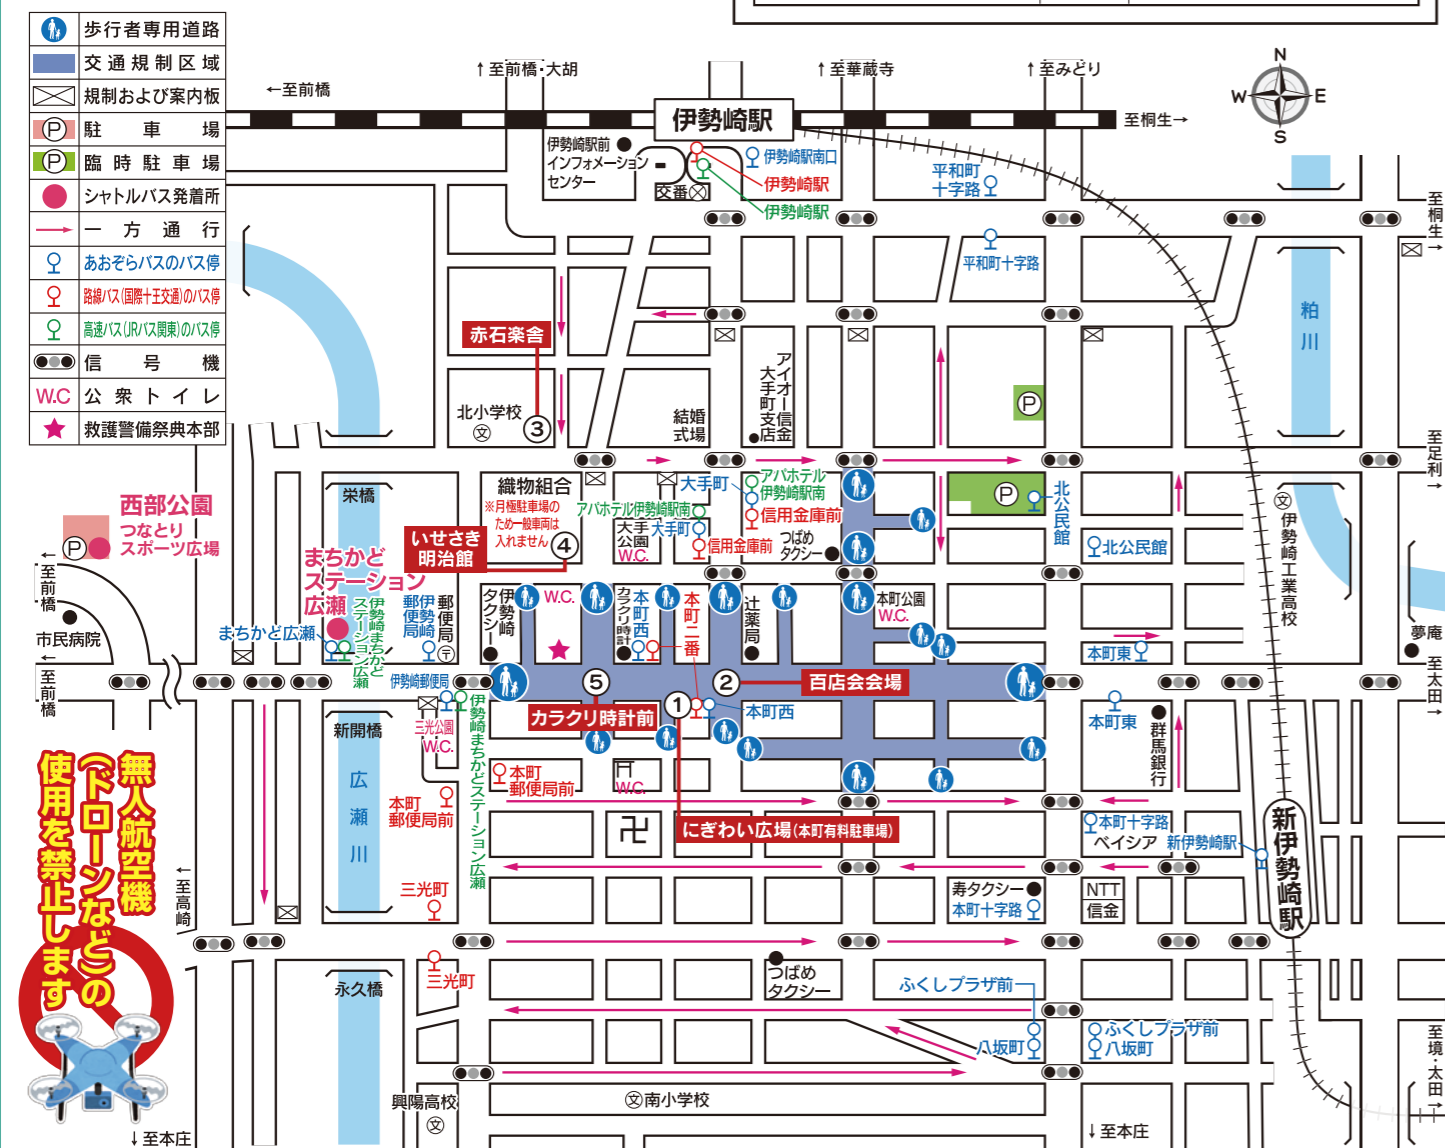 歩行者専用道路
交通規制区域
規制および案内板
P 駐車場
P 臨時駐車場
シャトルバス発着所
一方通行
あおぞらバスのバス停
路線バス(国際十王交通)のバス停
高速バス(JRバス関東)のバス停
信号機
W.C 公衆トイレ
救護警備祭典本部
←至前橋
↑至前橋・大胡
↑至華蔵寺
↑至みどり
N
W E
S
伊勢崎駅
至桐生→
伊勢崎駅前
インフォメーション
センター
交番
伊勢崎駅南口
伊勢崎駅
伊勢崎駅
平和町
十字路
平和町十字路
至桐生→
粕川
赤石楽舎
北小学校
文
③
結婚
式場
アイオー信金
大手町支店
P
至足利→
西部公園
つなとり
スポーツ広場
P
栄橋
織物組合
※月極駐車場の
ため一般車両は
入れません
④
いせさき
明治館
アパホテル伊勢崎駅南
大手
公園
W.C.
大手町
信用金庫前
大手町
アパホテル
伊勢崎駅南
信用金庫前
つばめ
タクシー
P
北公民館
北公民館
文
伊勢崎工業高校
←至前橋
市民病院
←至前橋
まちかど
ステーション
広瀬
まちかど広瀬
伊勢崎まちかど
ステーション広瀬
伊勢崎
郵便局
郵便局
〒
伊勢崎
タクシー
W.C.
カラクリ時計
本町西
本町二番
辻薬局
本町公園
W.C.
本町東
夢庵
至太田→
伊勢崎郵便局
⑤
カラクリ時計前
①
②
百店会会場
本町西
本町東
群馬銀行
新開橋
三光公園
W.C.
伊勢崎まちかどステーション広瀬
広瀬川
本町
郵便局前
本町
郵便局前
W.C.
卍
にぎわい広場(本町有料駐車場)
本町十字路
ベイシア
新伊勢崎駅
新伊勢崎駅
無人航空機
(ドローンなど)の
使用を禁止します
←至高崎
三光町
寿タクシー
本町十字路
NTT
信金
三光町
永久橋
つばめ
タクシー
ふくしプラザ前
八坂町
ふくしプラザ前
八坂町
至境・太田→
興陽高校
文
文南小学校
↓至本庄
↓至本庄